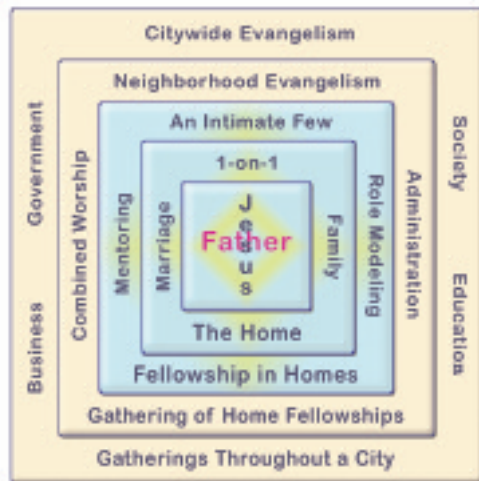 Citywide Evangelism
Neighborhood Evangelism
An Intimate Few
1-on-1
Jesus
Father
Government
Business
Combined Worship
Mentoring
Marriage
Family
Role Modeling
Administration
Society
Education
The Home
Fellowship in Homes
Gathering of Home Fellowships
Gatherings Throughout a City